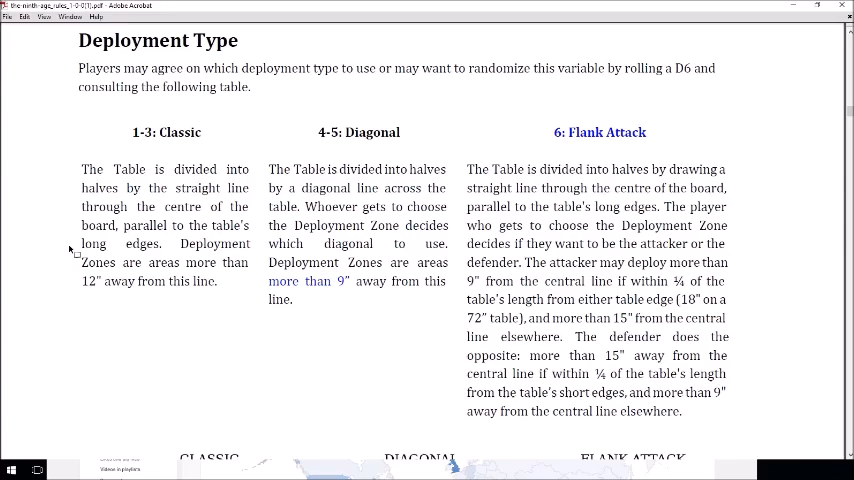 the-ninth-age_rules_1-0-0(1).pdf - Adobe Acrobat
File Edit View Window Help
Deployment Type
Players may agree on which deployment type to use or may want to randomize this variable by rolling a D6 and
consulting the following table.
1-3: Classic
The Table is divided into
halves by the straight line
through the centre of the
board, parallel to the table's
long edges. Deployment
Zones are areas more than
12" away from this line.
4-5: Diagonal
The Table is divided into halves
by a diagonal line across the
table. Whoever gets to choose
the Deployment Zone decides
which diagonal to use.
Deployment Zones are areas
more than 9" away from this
line.
6: Flank Attack
The Table is divided into halves by drawing a
straight line through the centre of the board,
parallel to the table's long edges. The player
who gets to choose the Deployment Zone
decides if they want to be the attacker or the
defender. The attacker may deploy more than
9" from the central line if within ¼ of the
table's length from either table edge (18" on a
72" table), and more than 15" from the central
line elsewhere. The defender does the
opposite: more than 15" away from the
central line if within ¼ of the table's length
from the table's short edges, and more than 9"
away from the central line elsewhere.
CLASSIC DIAGONAL FLANK ATTACK
Videos in playlists